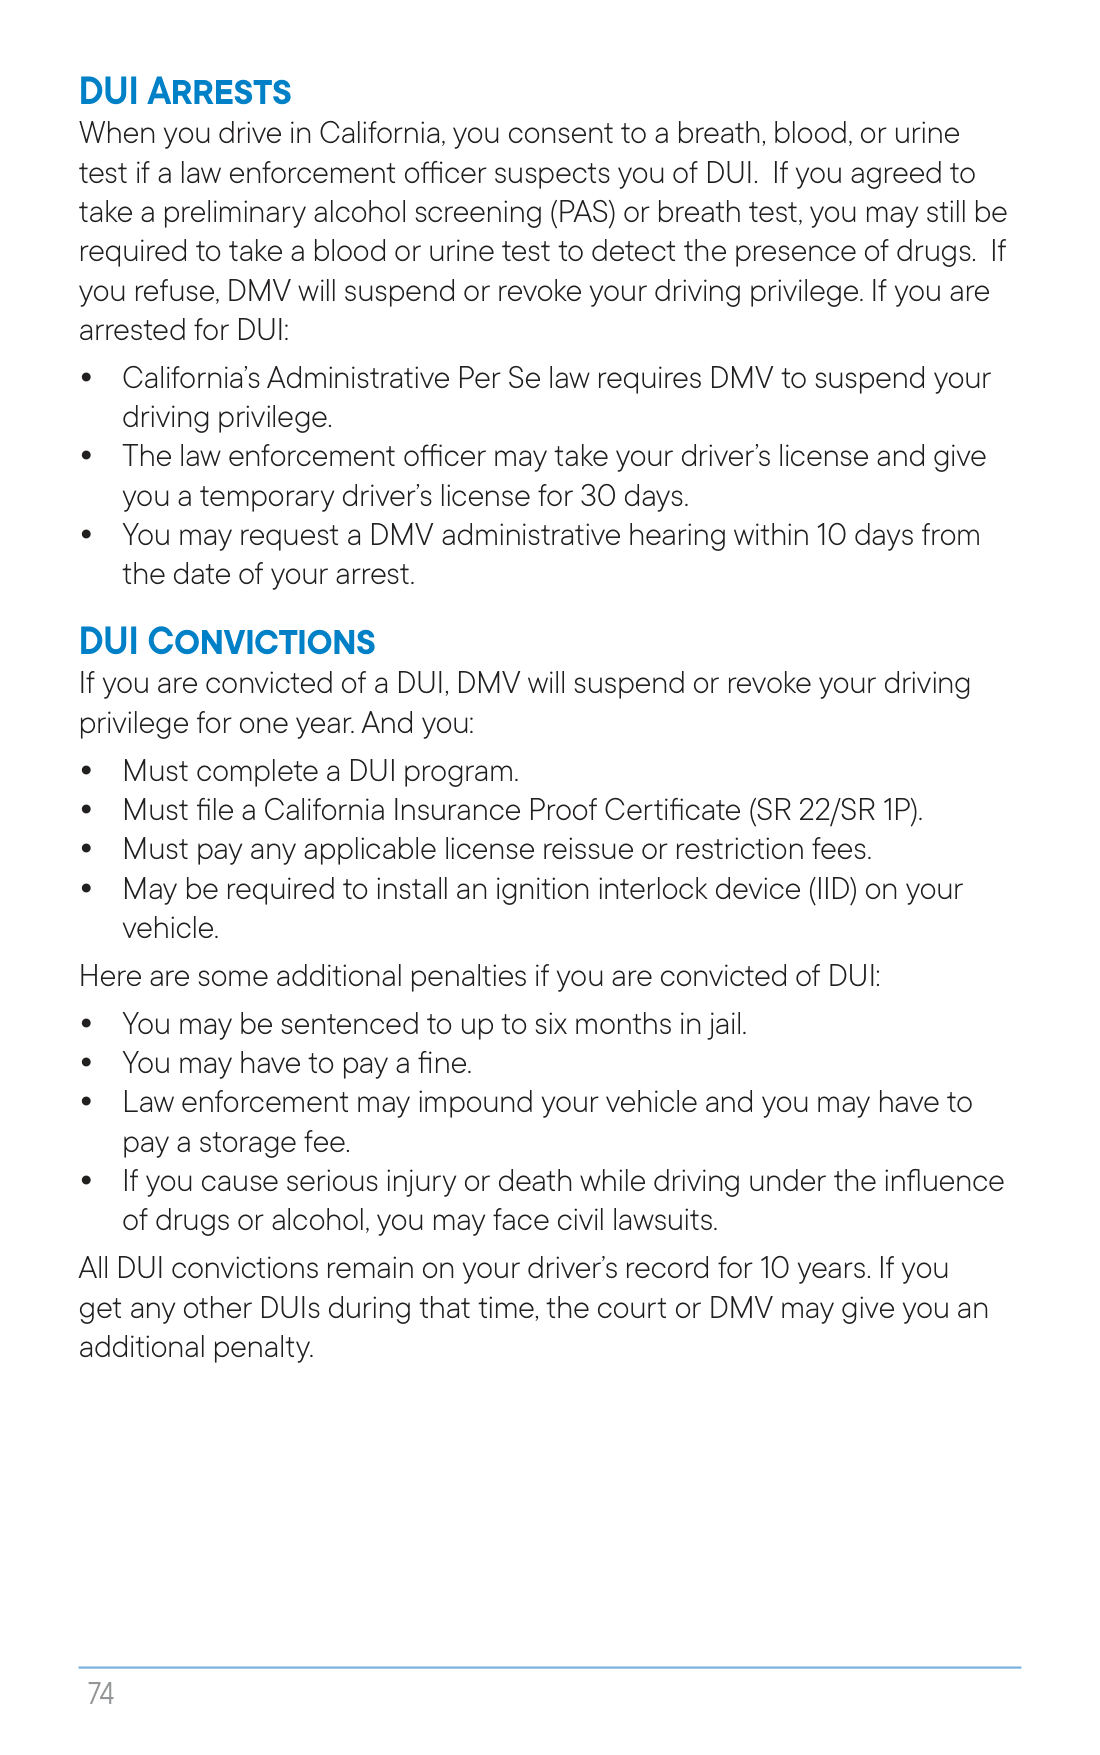 DUI ARRESTS
When you drive in California, you consent to a breath, blood, or urine
test if a law enforcement officer suspects you of DUI.  If you agreed to
take a preliminary alcohol screening (PAS) or breath test, you may still be
required to take a blood or urine test to detect the presence of drugs.  If
you refuse, DMV will suspend or revoke your driving privilege. If you are
arrested for DUI:
• California’s Administrative Per Se law requires DMV to suspend your
driving privilege.
• The law enforcement officer may take your driver’s license and give
you a temporary driver’s license for 30 days.
• You may request a DMV administrative hearing within 10 days from
the date of your arrest.
DUI CONVICTIONS
If you are convicted of a DUI, DMV will suspend or revoke your driving
privilege for one year. And you:
• Must complete a DUI program.
• Must file a California Insurance Proof Certificate (SR 22/SR 1P).
• Must pay any applicable license reissue or restriction fees.
• May be required to install an ignition interlock device (IID) on your
vehicle.
Here are some additional penalties if you are convicted of DUI:
• You may be sentenced to up to six months in jail.
• You may have to pay a fine.
• Law enforcement may impound your vehicle and you may have to
pay a storage fee.
• If you cause serious injury or death while driving under the influence
of drugs or alcohol, you may face civil lawsuits.
All DUI convictions remain on your driver’s record for 10 years. If you
get any other DUIs during that time, the court or DMV may give you an
additional penalty.
74